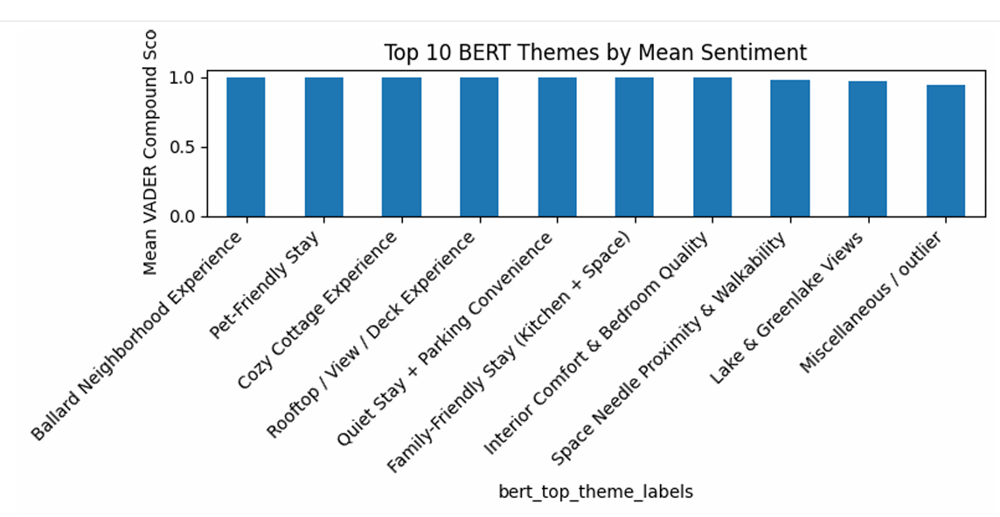 Top 10 BERT Themes by Mean Sentiment
Mean VADER Compound Sco
1.0
0.5
0.0
Ballard Neighborhood Experience
Pet-Friendly Stay
Cozy Cottage Experience
Rooftop / View / Deck Experience
Quiet Stay + Parking Convenience
Family-Friendly Stay (Kitchen + Space)
Interior Comfort & Bedroom Quality
Space Needle Proximity & Walkability
Lake & Greenlake Views
Miscellaneous / outlier
bert_top_theme_labels